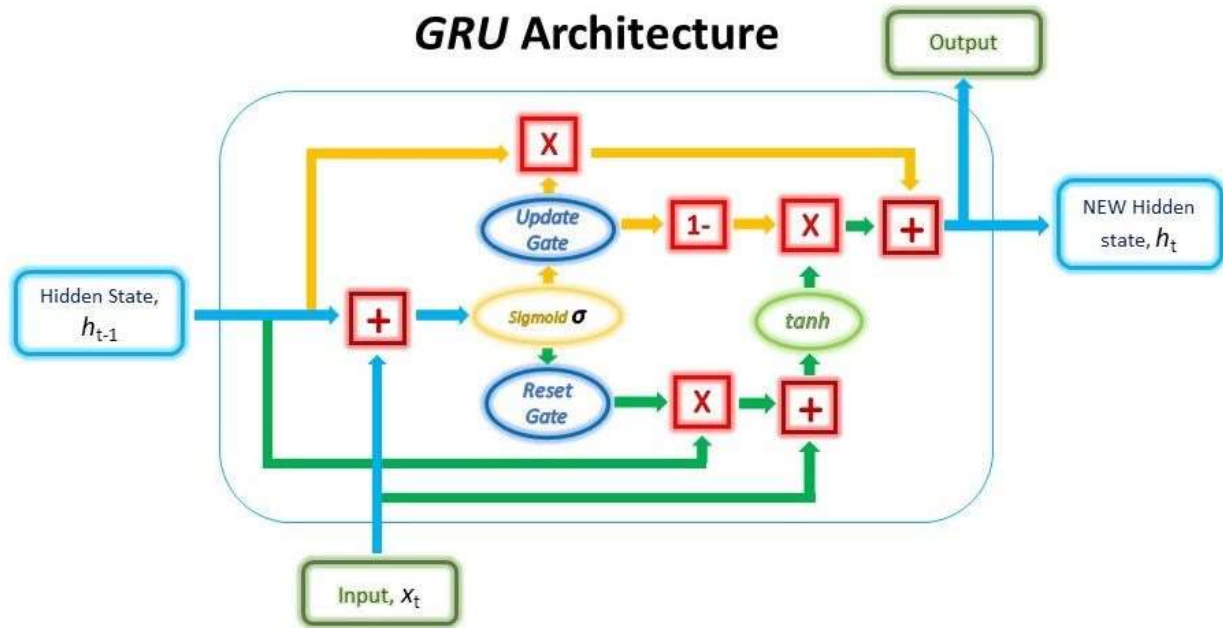 GRU Architecture
Output
X
Update
Gate
1-
X
+
NEW Hidden
state, hₜ
Hidden State,
hₜ₋₁
+
Sigmoid σ
tanh
Reset
Gate
X
+
Input, xₜ